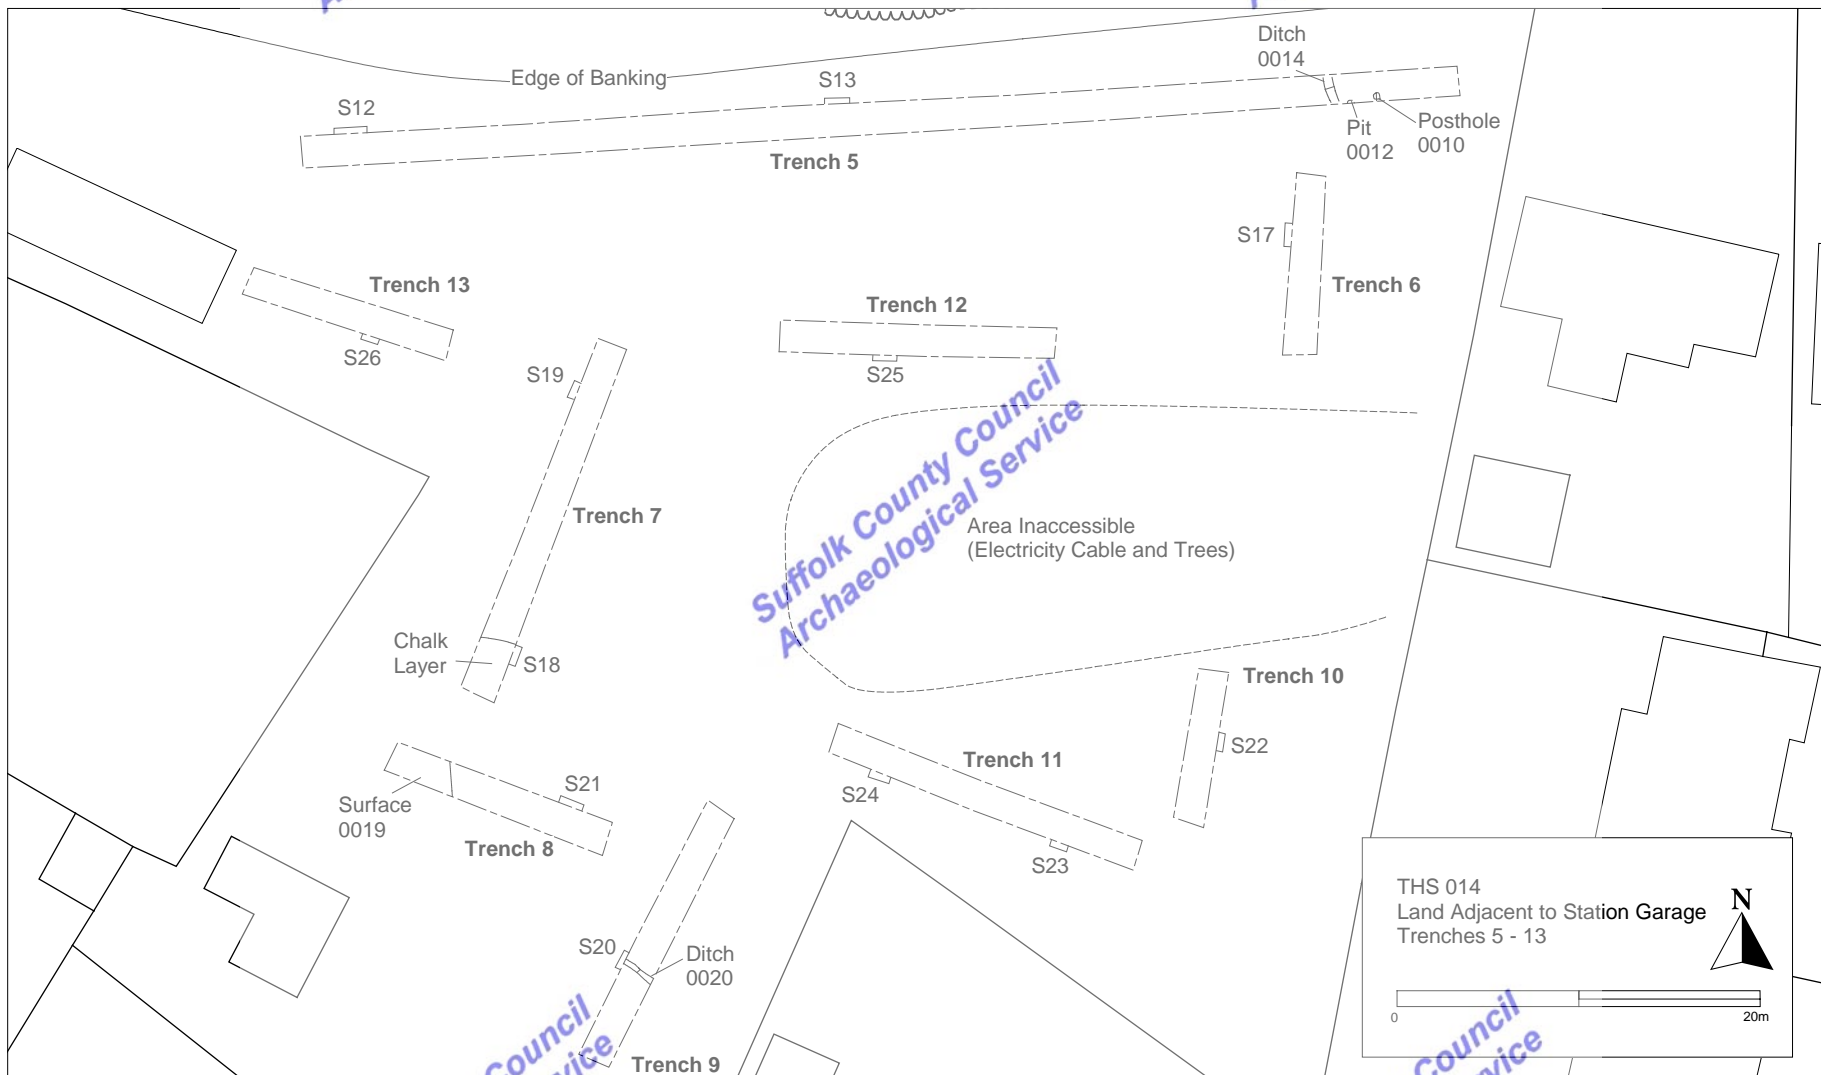 Edge of Banking
S12
S13
Ditch
0014
Pit
0012
Posthole
0010
Trench 5
S17
Trench 6
Trench 13
S26
Trench 12
S25
S19
Trench 7
Suffolk County Council
Archaeological Service
Area Inaccessible
(Electricity Cable and Trees)
Chalk
Layer
S18
Trench 10
S22
Trench 11
S24
S23
S21
Surface
0019
Trench 8
S20
Ditch
0020
Trench 9
Council
THS 014
Land Adjacent to Station Garage
Trenches 5 - 13
N
0
20m
Council